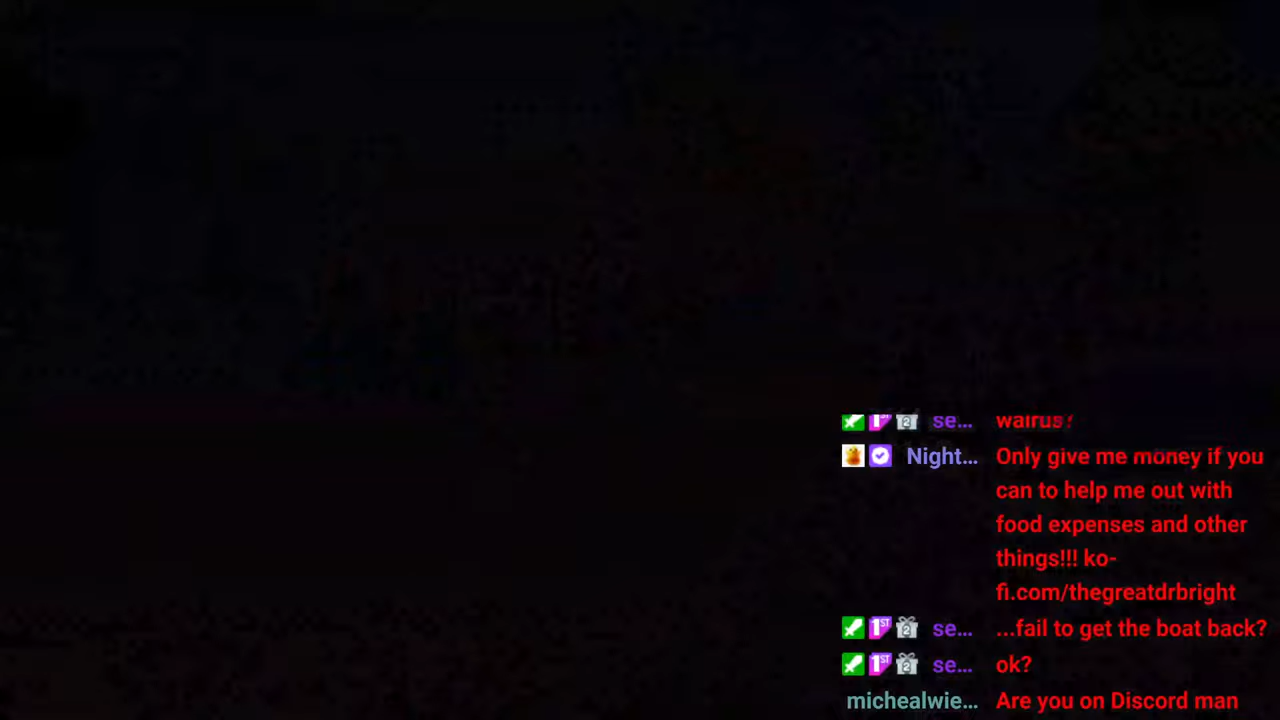 se... walrus?
Night... Only give me money if you
can to help me out with
food expenses and other
things!!! ko-
fi.com/thegreatdrbright
se... ...fail to get the boat back?
se... ok?
michealwie... Are you on Discord man